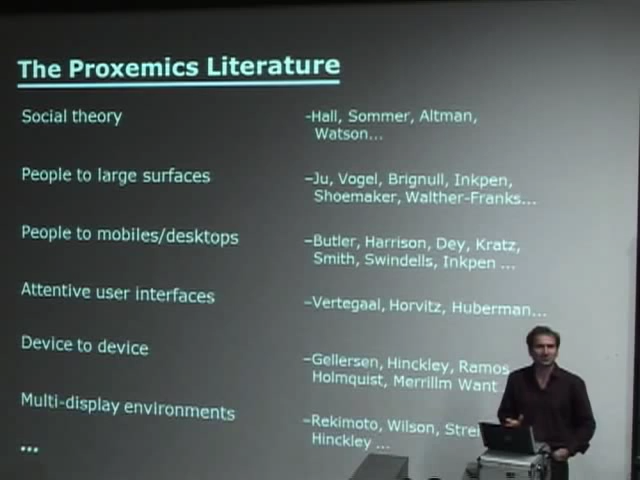 The Proxemics Literature
Social theory
–Hall, Sommer, Altman,
Watson...
People to large surfaces
–Ju, Vogel, Brignull, Inkpen,
Shoemaker, Walther-Franks...
People to mobiles/desktops
–Butler, Harrison, Dey, Kratz,
Smith, Swindells, Inkpen ...
Attentive user interfaces
–Vertegaal, Horvitz, Huberman...
Device to device
–Gellersen, Hinckley, Ramos
Holmquist, Merrillm Want
Multi-display environments
–Rekimoto, Wilson,
Hinckley ...
...